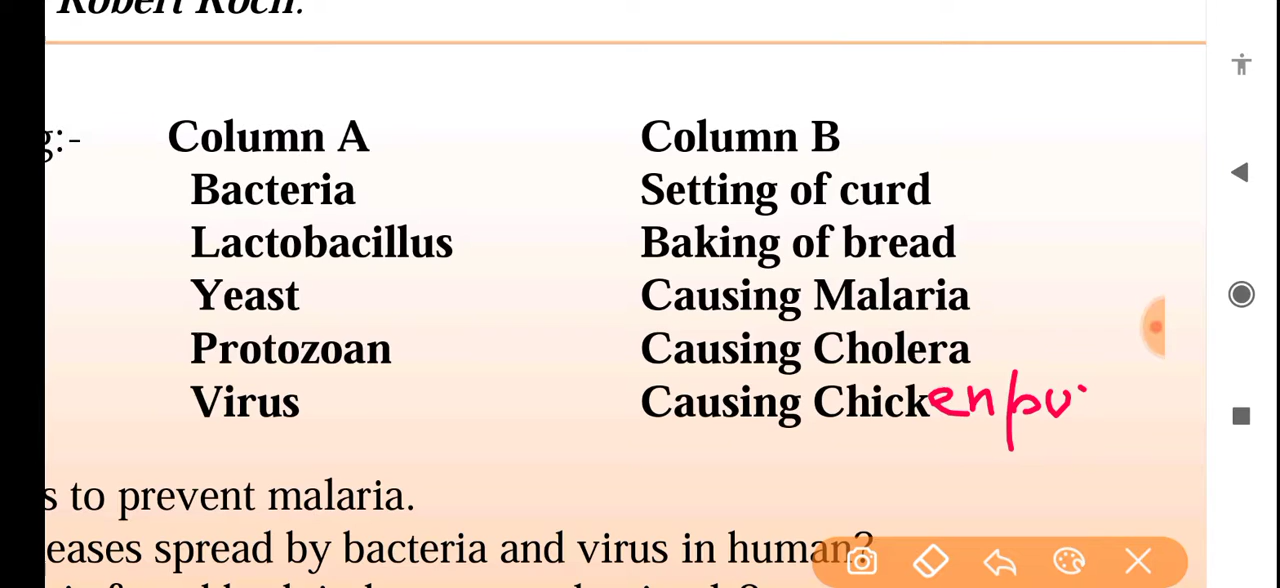 Robert Koch.
g:- Column A Column B
Bacteria Setting of curd
Lactobacillus Baking of bread
Yeast Causing Malaria
Protozoan Causing Cholera
Virus Causing Chickenpo
s to prevent malaria.
eases spread by bacteria and virus in human?